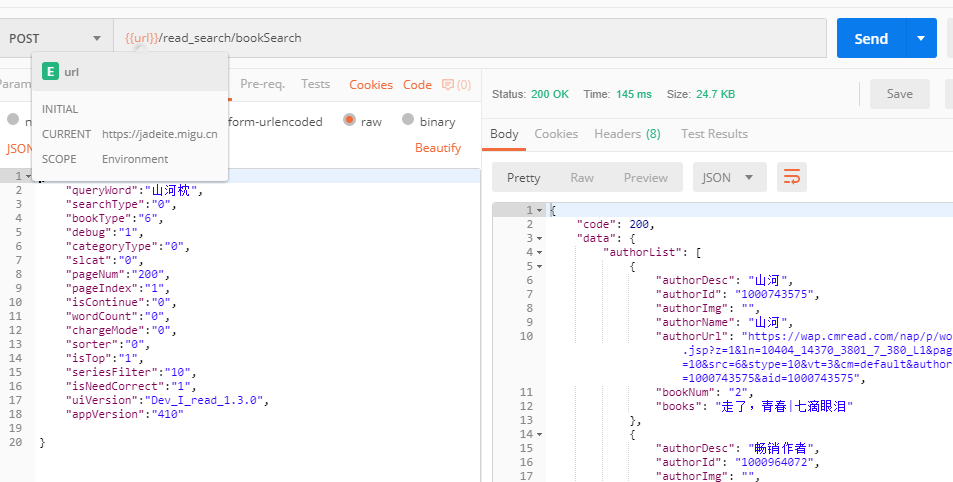 POST
{{url}}/read_search/bookSearch
Send
E url
INITIAL
CURRENT https://jadeite.migu.cn
SCOPE Environment
Pre-req. Tests Cookies Code (0)
form-urlencoded raw binary
JSON
Beautify
1
2 "queryWord":"山河枕",
3 "searchType":"0",
4 "bookType":"6",
5 "debug":"1",
6 "categoryType":"0",
7 "slcat":"0",
8 "pageNum":"200",
9 "pageIndex":"1",
10 "isContinue":"0",
11 "wordCount":"0",
12 "chargeMode":"0",
13 "sorter":"0",
14 "isTop":"1",
15 "seriesFilter":"10",
16 "isNeedCorrect":"1",
17 "uiVersion":"Dev_I_read_1.3.0",
18 "appVersion":"410"
19
20 }
Status: 200 OK Time: 145 ms Size: 24.7 KB
Save
Body Cookies Headers (8) Test Results
Pretty Raw Preview JSON
1 {
2 "code": 200,
3 "data": {
4 "authorList": [
5 {
6 "authorDesc": "山河",
7 "authorId": "1000743575",
8 "authorImg": "",
9 "authorName": "山河",
10 "authorUrl": "https://wap.cmread.com/nap/p/wo
.jsp?z=1&ln=10404_14370_3801_7_380_L1&pag
=10&src=6&stype=10&vt=3&cm=default&author
=1000743575&aid=1000743575",
11 "bookNum": "2",
12 "books": "走了，青春|七滴眼泪"
13 },
14 {
15 "authorDesc": "畅销作者",
16 "authorId": "1000964072",
17 "authorImg": "",